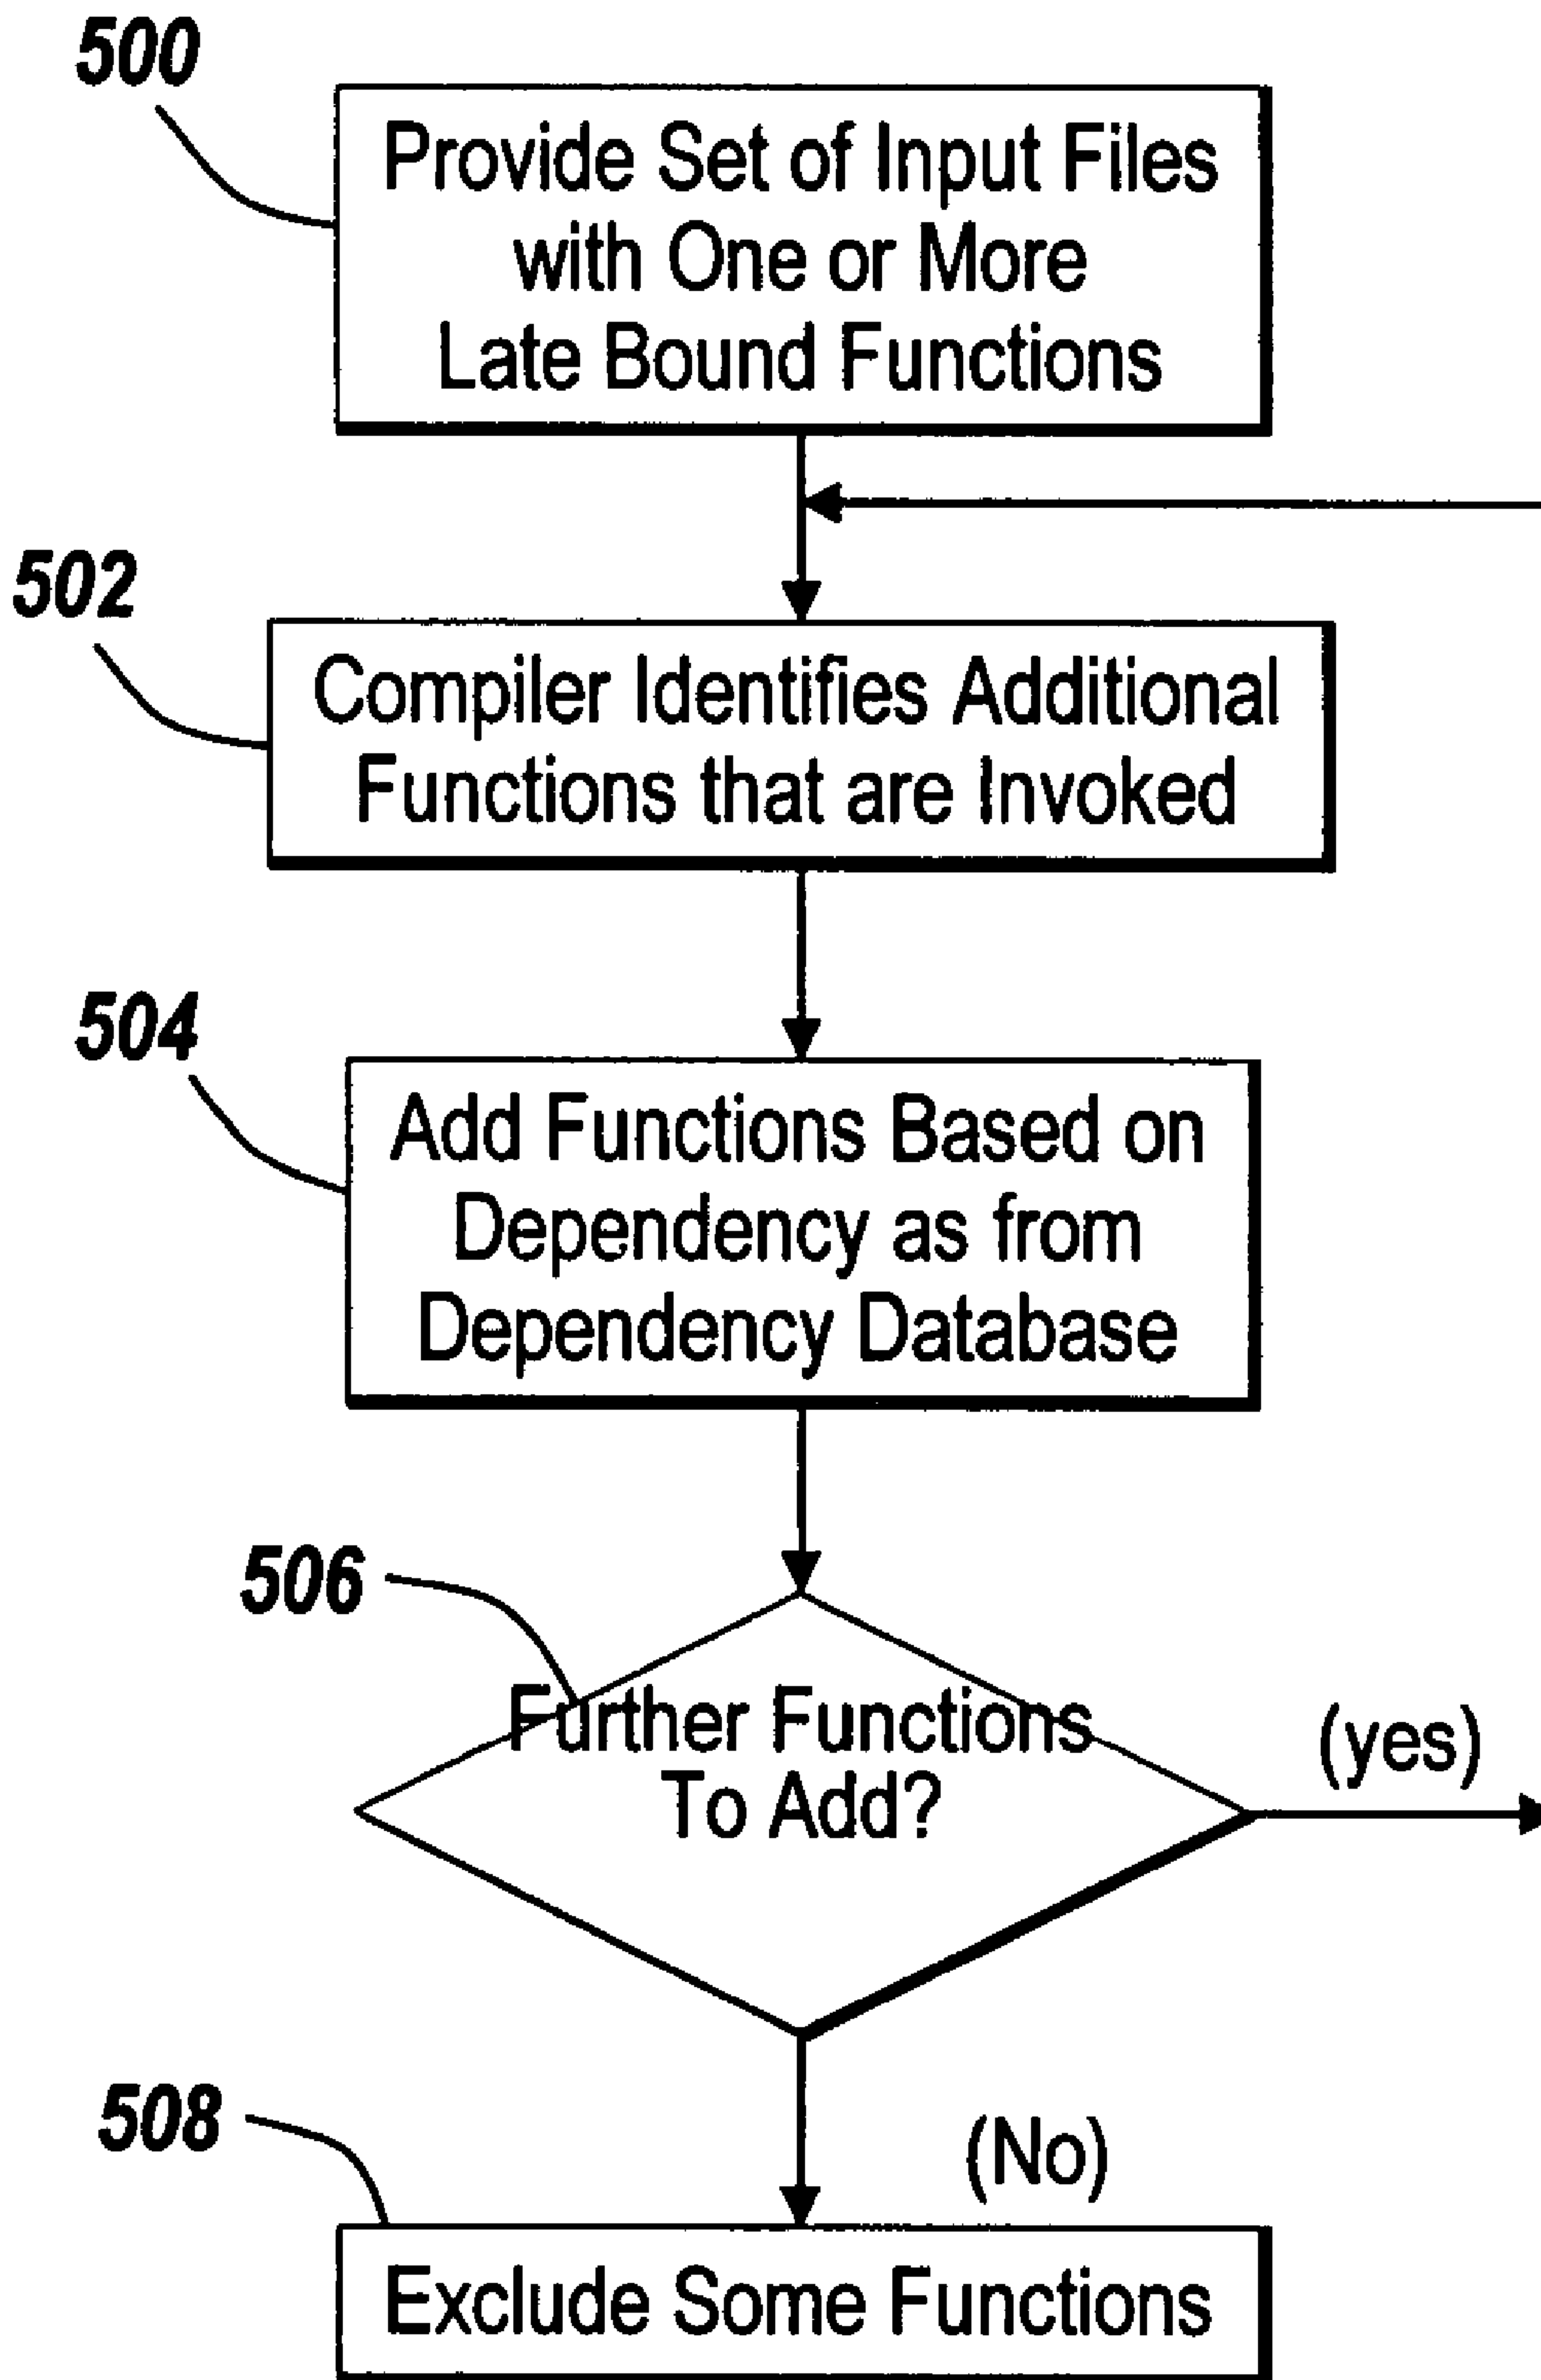 500
Provide Set of Input Files
with One or More
Late Bound Functions
502
Compiler Identifies Additional
Functions that are Invoked
504
Add Functions Based on
Dependency as from
Dependency Database
506
Further Functions
To Add?
(yes)
508
(No)
Exclude Some Functions